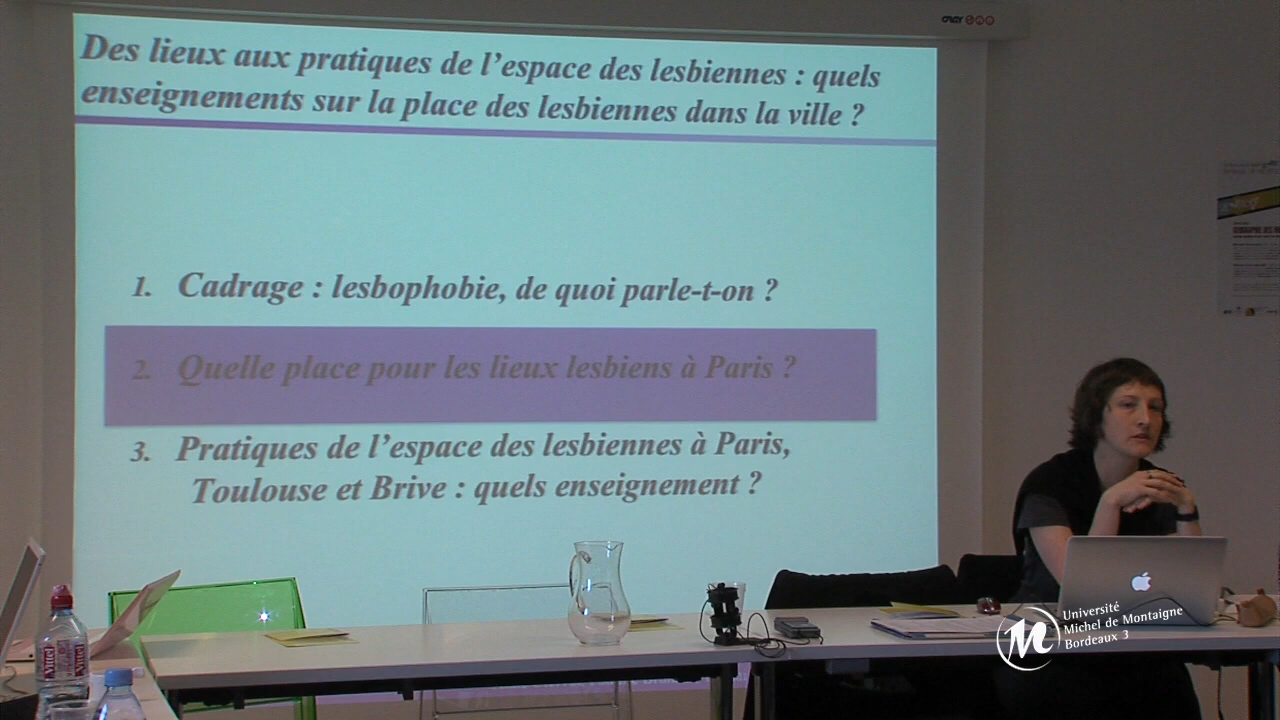 Des lieux aux pratiques de l'espace des lesbiennes : quels
enseignements sur la place des lesbiennes dans la ville ?
1. Cadrage : lesbophobie, de quoi parle-t-on ?
2. Quelle place pour les lieux lesbiens à Paris ?
3. Pratiques de l'espace des lesbiennes à Paris,
Toulouse et Brive : quels enseignement ?
Vittel
Université
Michel de Montaigne
Bordeaux 3